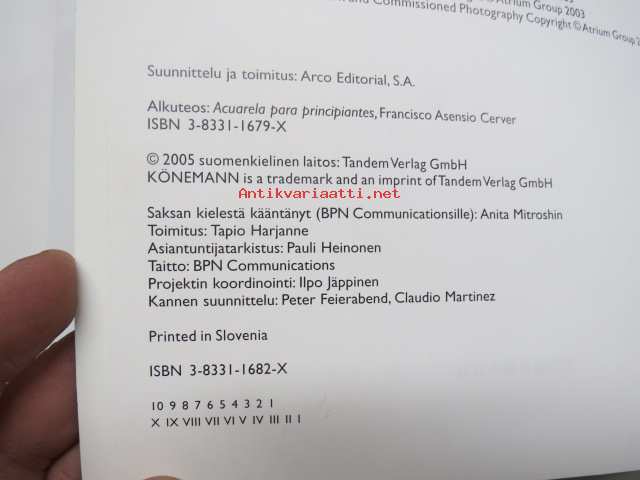 Atrium Group 2003
and Commissioned Photography Copyright © Atrium Group 2
Suunnittelu ja toimitus: Arco Editorial, S.A.
Alkuteos: Acuarela para principiantes, Francisco Asensio Cerver
ISBN 3-8331-1679-X
© 2005 suomenkielinen laitos: Tandem Verlag GmbH
KÖNEMANN is a trademark and an imprint of Tandem Verlag GmbH
Antikvariaatti.net
Saksan kielestä kääntänyt (BPN Communicationsille): Anita Mitroshin
Toimitus: Tapio Harjanne
Asiantuntijatarkistus: Pauli Heinonen
Taitto: BPN Communications
Projektin koordinointi: Ilpo Jäppinen
Kannen suunnittelu: Peter Feierabend, Claudio Martinez
Printed in Slovenia
ISBN 3-8331-1682-X
10 9 8 7 6 5 4 3 2 1
X IX VIII VII VI V IV III II I